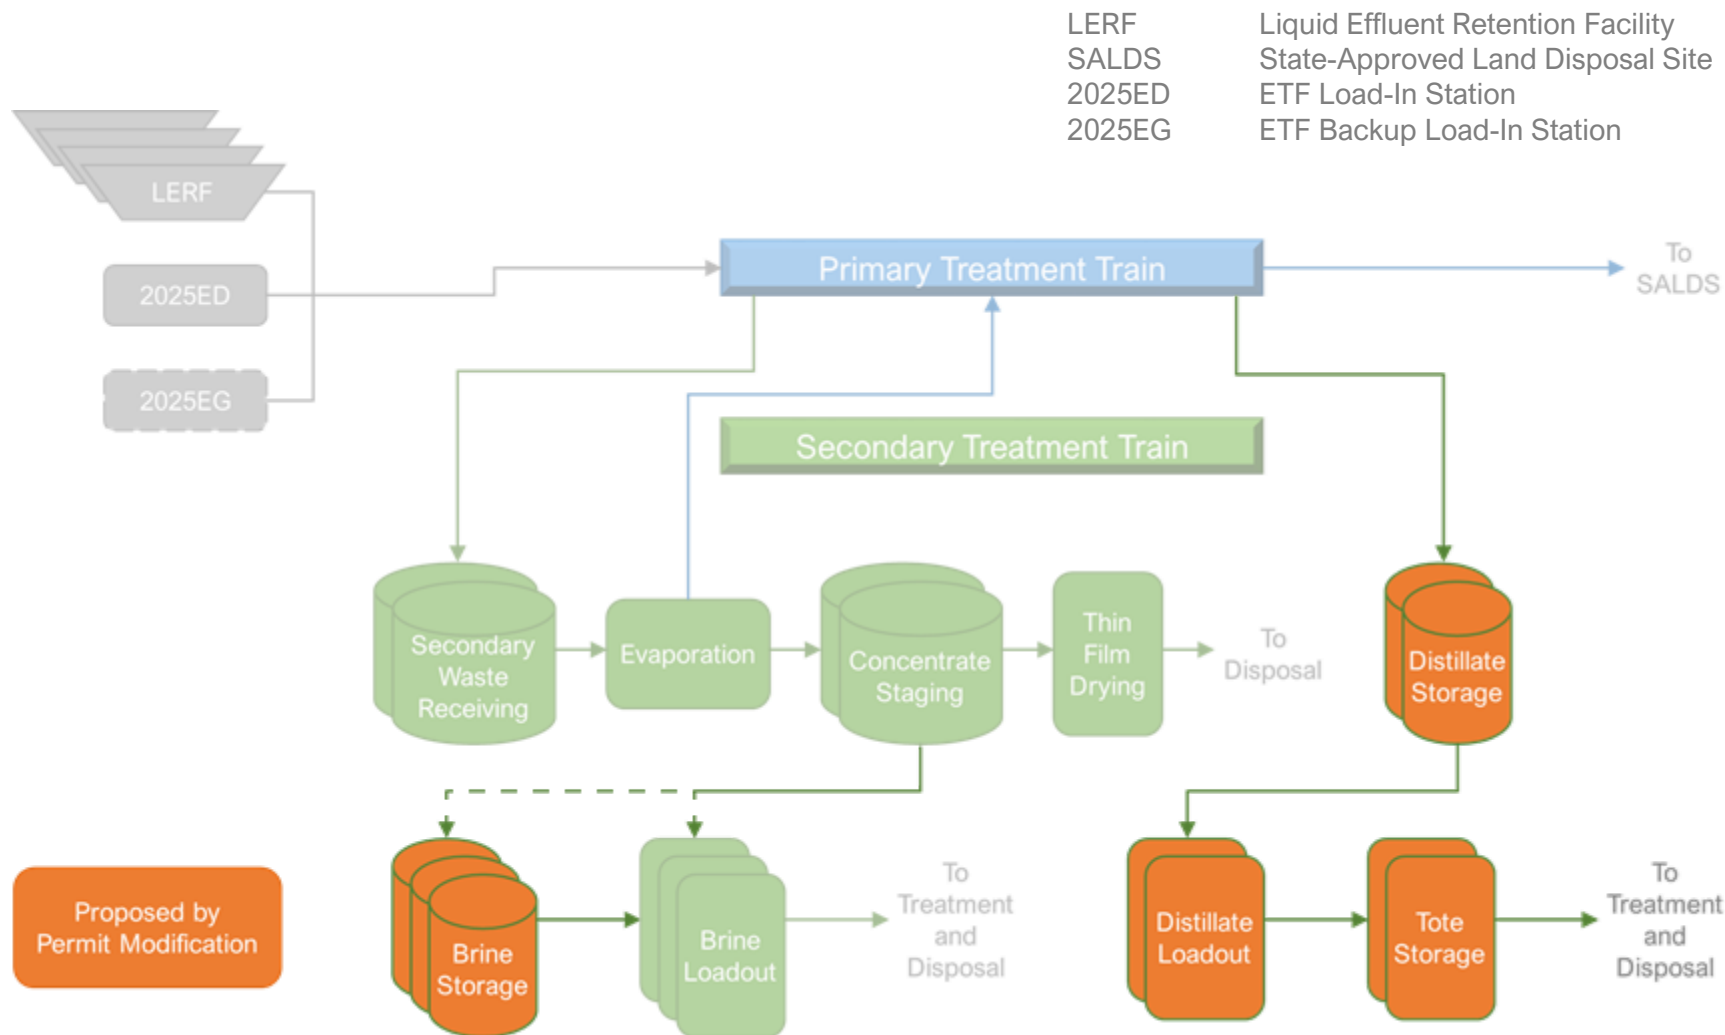 LERF Liquid Effluent Retention Facility
SALDS State-Approved Land Disposal Site
2025ED ETF Load-In Station
2025EG ETF Backup Load-In Station
LERF
2025ED
2025EG
Primary Treatment Train
To
SALDS
Secondary Treatment Train
Secondary
Waste
Receiving
Evaporation
Concentrate
Staging
Thin
Film
Drying
To
Disposal
Distillate
Storage
Proposed by
Permit Modification
Brine
Storage
Brine
Loadout
To
Treatment
and
Disposal
Distillate
Loadout
Tote
Storage
To
Treatment
and
Disposal